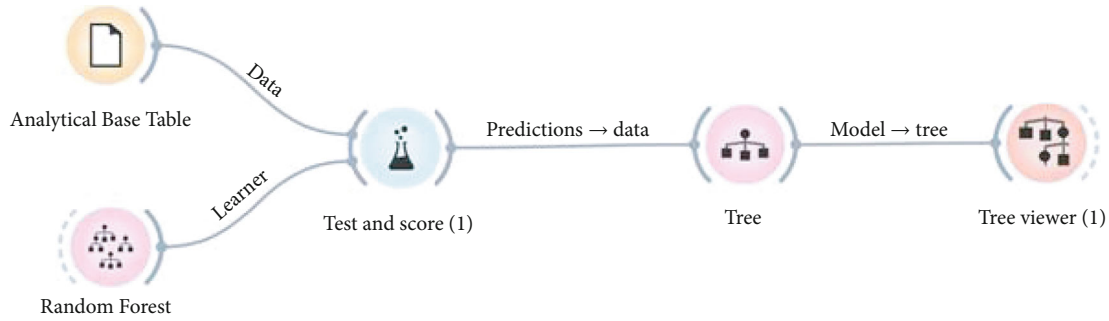 Analytical Base Table
Data
Learner
Random Forest
Test and score (1)
Predictions → data
Tree
Model → tree
Tree viewer (1)